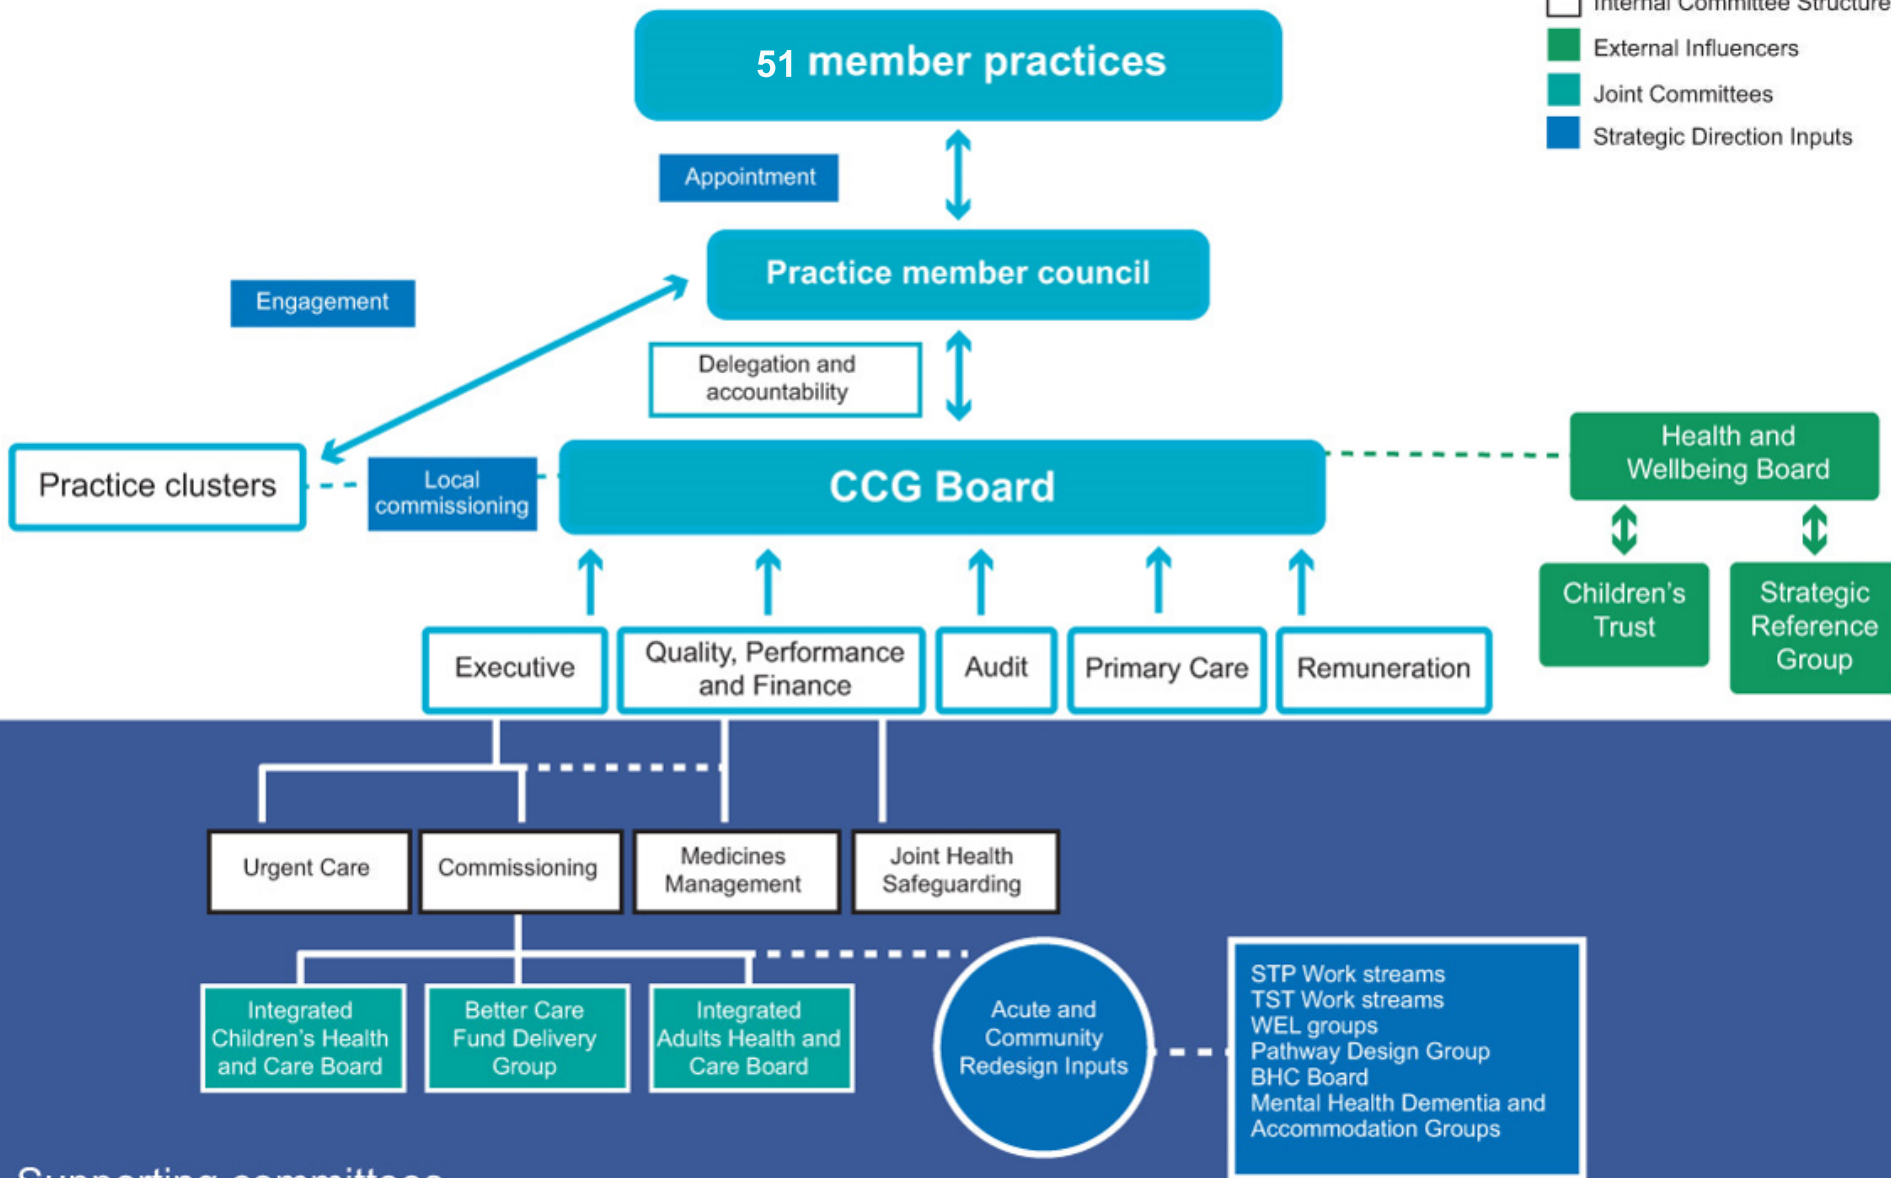 Internal Committee Structure
External Influencers
Joint Committees
Strategic Direction Inputs
51 member practices
Appointment
Practice member council
Engagement
Delegation and
accountability
Practice clusters
Local
commissioning
CCG Board
Health and
Wellbeing Board
Children's
Trust
Strategic
Reference
Group
Executive
Quality, Performance
and Finance
Audit
Primary Care
Remuneration
Urgent Care
Commissioning
Medicines
Management
Joint Health
Safeguarding
Integrated
Children's Health
and Care Board
Better Care
Fund Delivery
Group
Integrated
Adults Health and
Care Board
Acute and
Community
Redesign Inputs
STP Work streams
TST Work streams
WEL groups
Pathway Design Group
BHC Board
Mental Health Dementia and
Accommodation Groups
Supporting committees